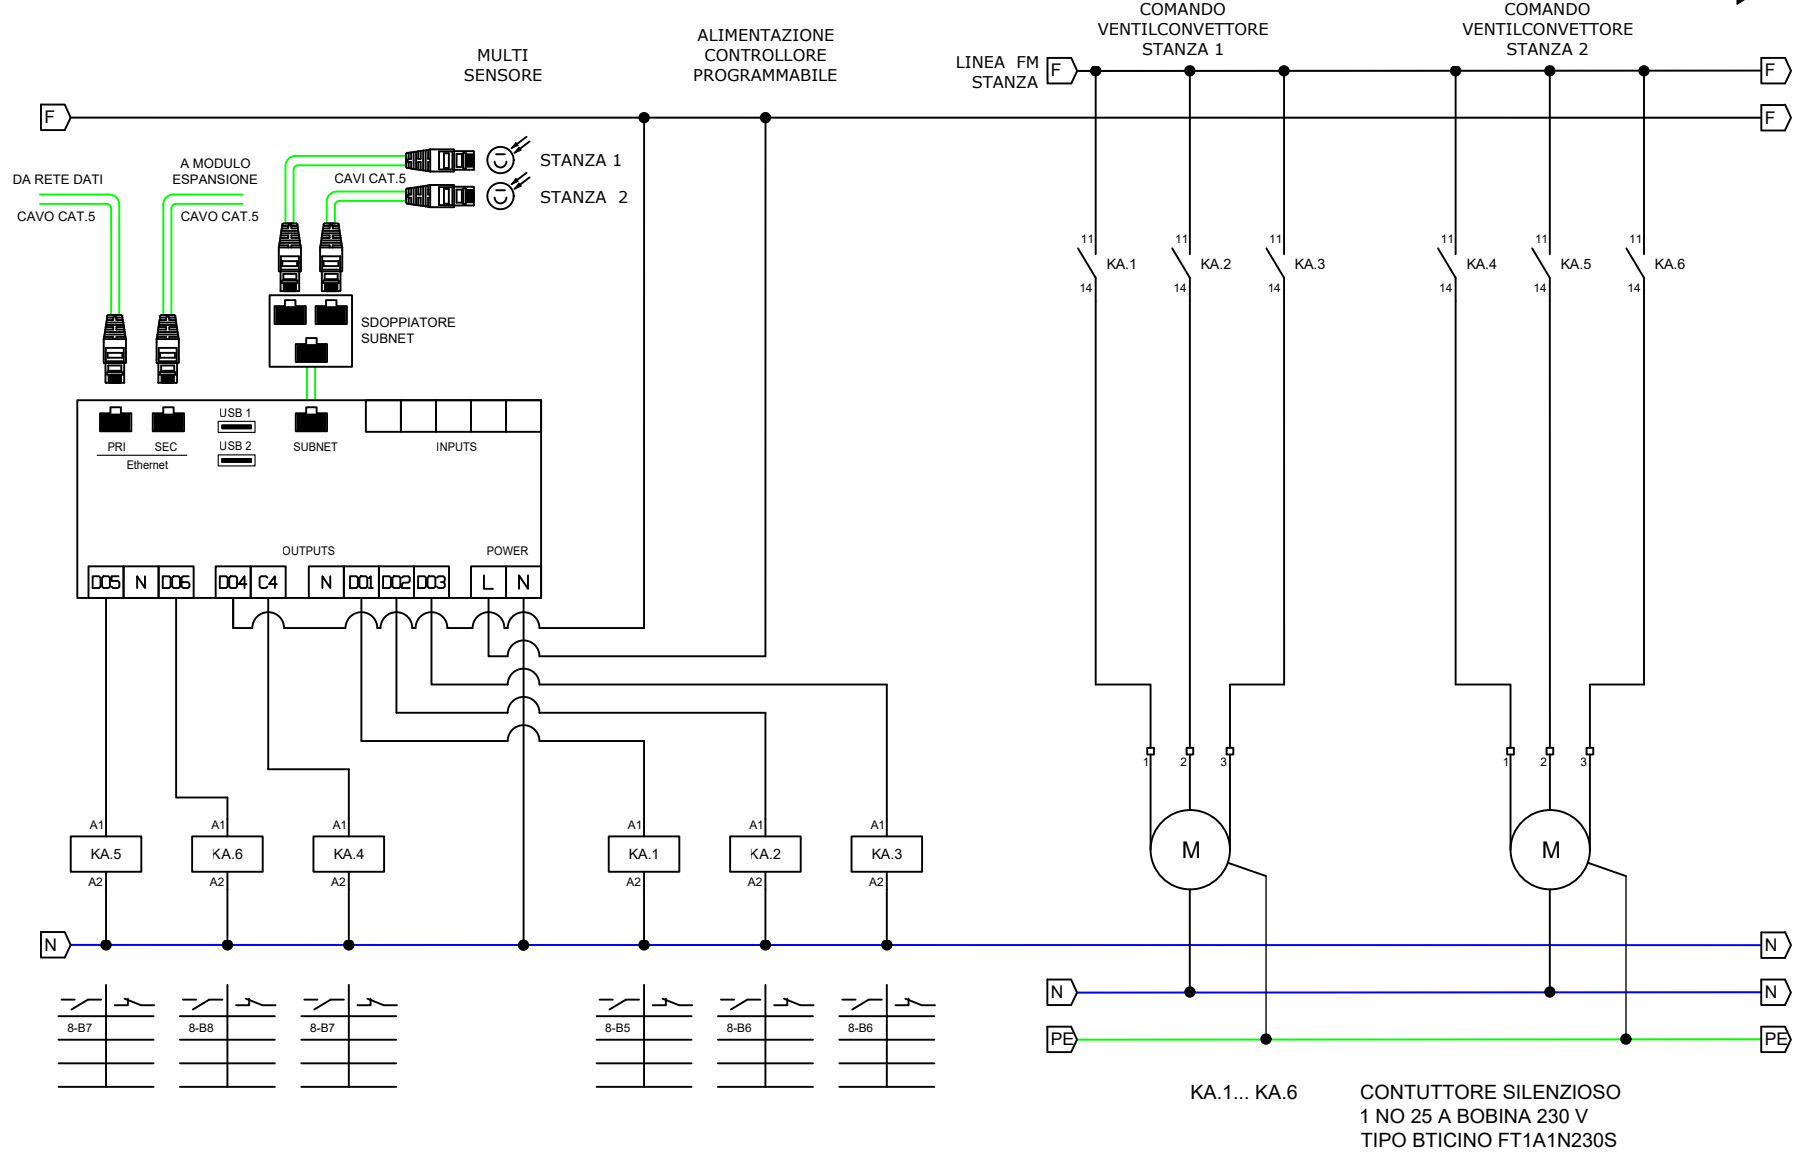 COMANDO
VENTILCONVETTORE
STANZA 1
COMANDO
VENTILCONVETTORE
STANZA 2
ALIMENTAZIONE
CONTROLLORE
PROGRAMMABILE
MULTI
SENSORE
LINEA FM
STANZA
F
F
F
F
A MODULO
ESPANSIONE
DA RETE DATI
CAVO CAT.5
CAVO CAT.5
CAVI CAT.5
STANZA 1
STANZA 2
11
11
11
11
11
11
KA.1
KA.2
KA.3
KA.4
KA.5
KA.6
14
14
14
14
14
14
SDOPPIATORE
SUBNET
USB 1
USB 2
PRI
SEC
Ethernet
SUBNET
INPUTS
OUTPUTS
POWER
DO5
N
DO6
DO4
C4
N
DO1
DO2
DO3
L
N
1
2
3
1
2
3
M
M
A1
A1
A1
A1
A1
A1
KA.5
KA.6
KA.4
KA.1
KA.2
KA.3
A2
A2
A2
A2
A2
A2
N
N
N
N
PE
PE
8-B7
8-B8
8-B7
8-B5
8-B6
8-B6
KA.1... KA.6
CONTUTTORE SILENZIOSO
1 NO 25 A BOBINA 230 V
TIPO BTICINO FT1A1N230S